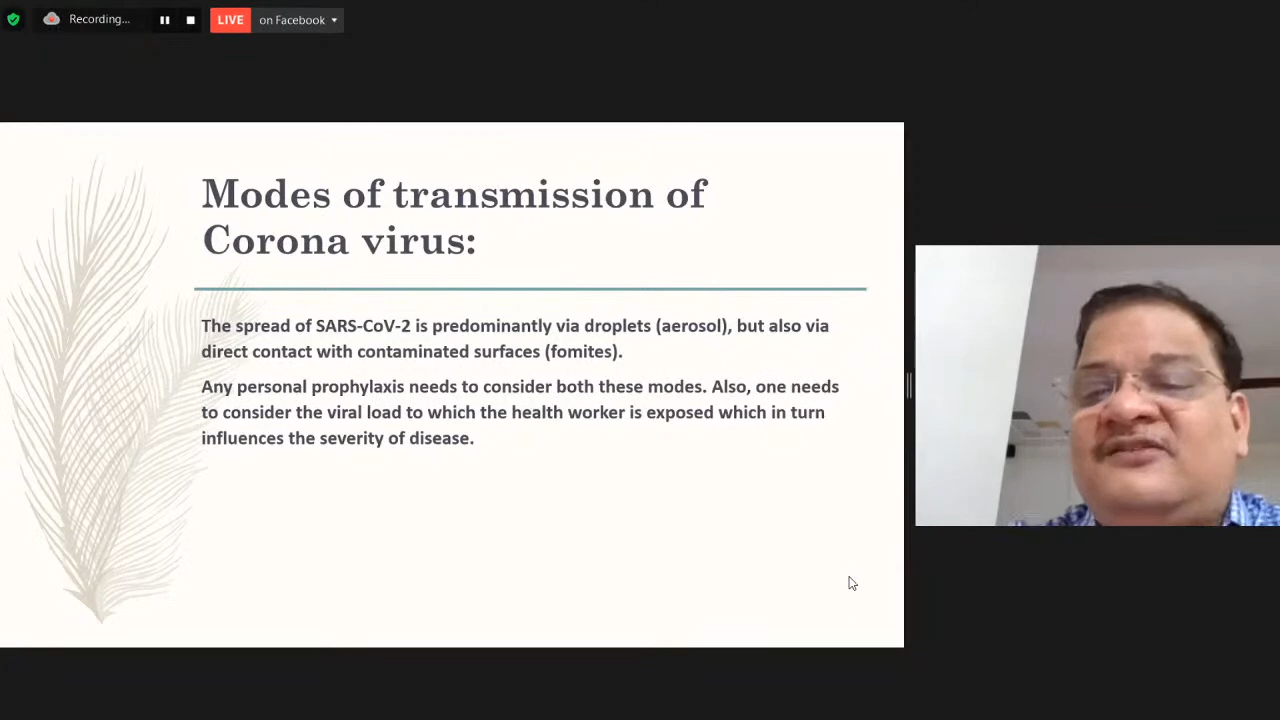 Recording...
LIVE on Facebook
Modes of transmission of
Corona virus:
The spread of SARS-CoV-2 is predominantly via droplets (aerosol), but also via
direct contact with contaminated surfaces (fomites).
Any personal prophylaxis needs to consider both these modes. Also, one needs
to consider the viral load to which the health worker is exposed which in turn
influences the severity of disease.